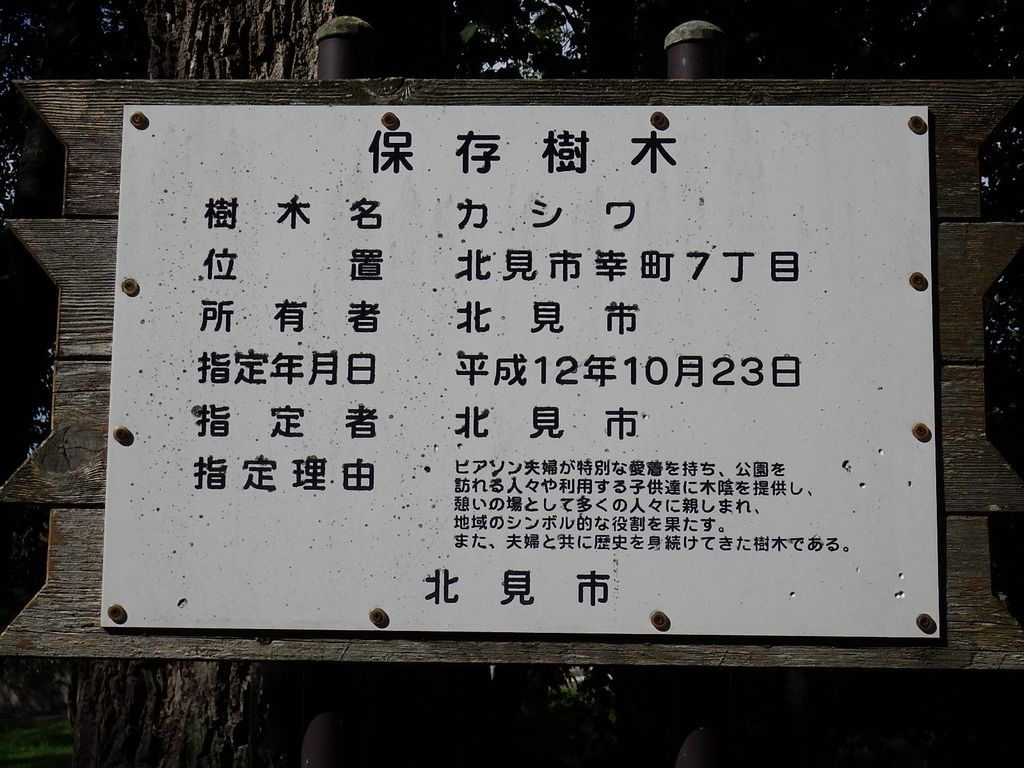 保存樹木
樹木名 カシワ
位置 北見市幸町7丁目
所有者 北見市
指定年月日 平成12年10月23日
指定者 北見市
指定理由 ピアソン夫婦が特別な愛着を持ち、公園を
訪れる人々や利用する子供達に木陰を提供し、
憩いの場として多くの人々に親しまれ、
地域のシンボル的な役割を果たす。
また、夫婦と共に歴史を身続けてきた樹木である。
北見市